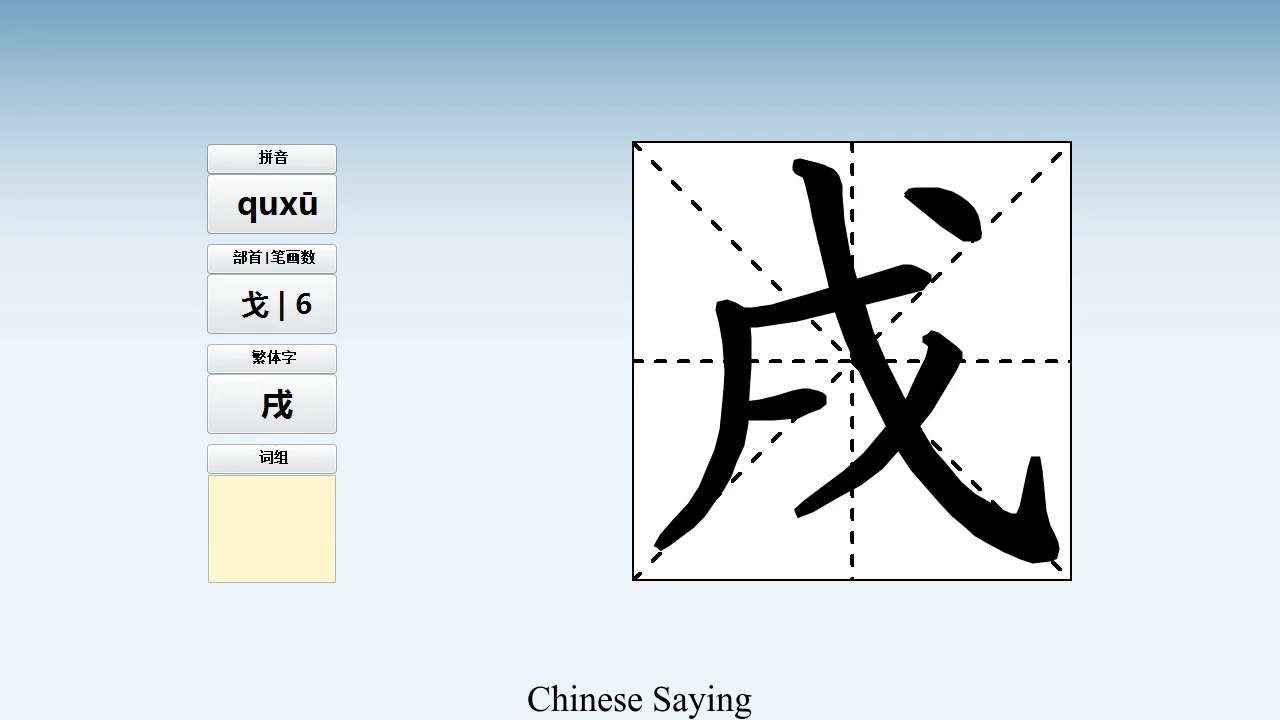 拼音
quxū
部首|笔画数
戈 | 6
繁体字
戌
词组
戌
Chinese Saying